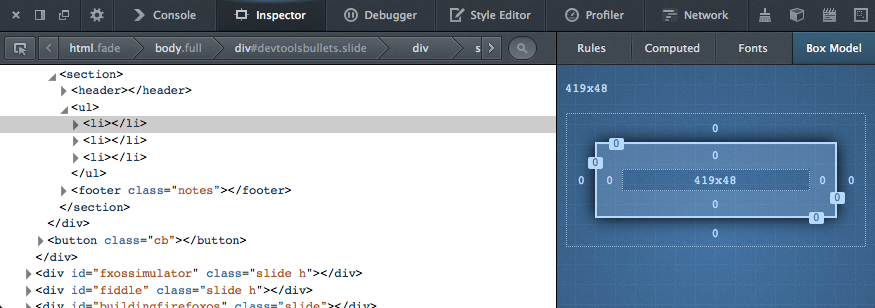 Console Inspector Debugger Style Editor Profiler Network
html.fade body.full div#devtoolsbullets.slide div s
Rules Computed Fonts Box Model
<section>
<header></header>
<ul>
<li></li>
<li></li>
<li></li>
</ul>
<footer class="notes"></footer>
</section>
</div>
<button class="cb"></button>
</div>
<div id="fxossimulator" class="slide h"></div>
<div id="fiddle" class="slide h"></div>
<div id="buildingfirefoxos" class="slide"></div>
419x48
0
0
0
0
0 0 419x48 0 0
0
0
0
0